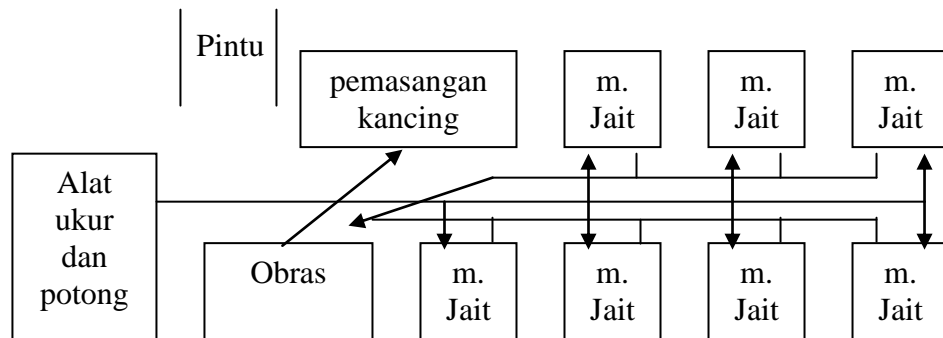 Pintu
pemasangan
kancing
m.
Jait
m.
Jait
m.
Jait
Alat
ukur
dan
potong
Obras
m.
Jait
m.
Jait
m.
Jait
m.
Jait